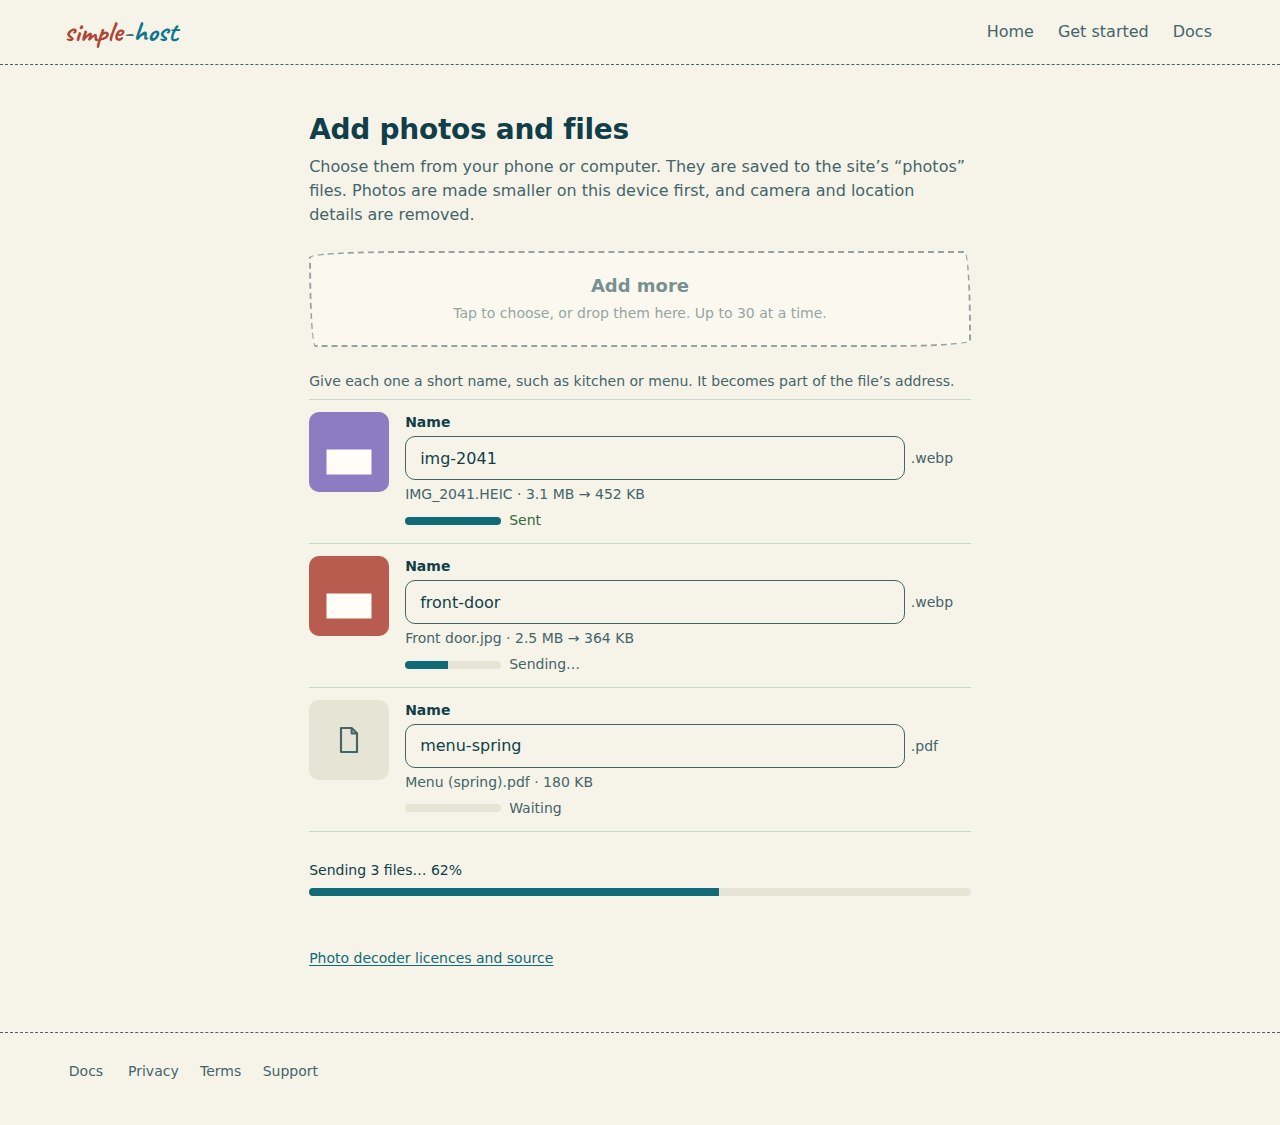 simple-host
Home Get started Docs
Add photos and files
Choose them from your phone or computer. They are saved to the site’s “photos”
files. Photos are made smaller on this device first, and camera and location
details are removed.
Add more
Tap to choose, or drop them here. Up to 30 at a time.
Give each one a short name, such as kitchen or menu. It becomes part of the file’s address.
Name
img-2041 .webp
IMG_2041.HEIC · 3.1 MB → 452 KB
Sent
Name
front-door .webp
Front door.jpg · 2.5 MB → 364 KB
Sending…
Name
menu-spring .pdf
Menu (spring).pdf · 180 KB
Waiting
Sending 3 files… 62%
Photo decoder licences and source
Docs Privacy Terms Support